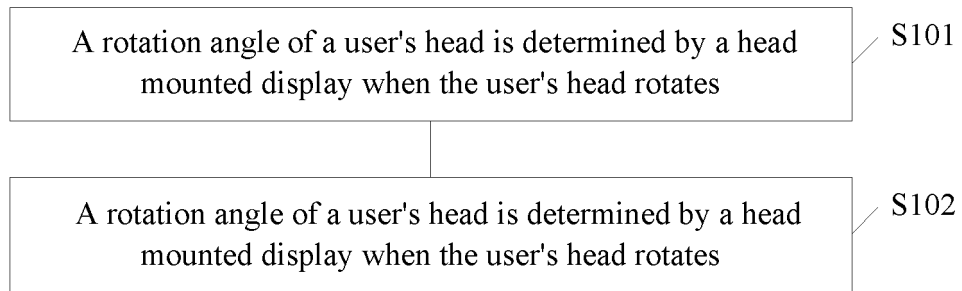 A rotation angle of a user's head is determined by a head
mounted display when the user's head rotates
S101
A rotation angle of a user's head is determined by a head
mounted display when the user's head rotates
S102